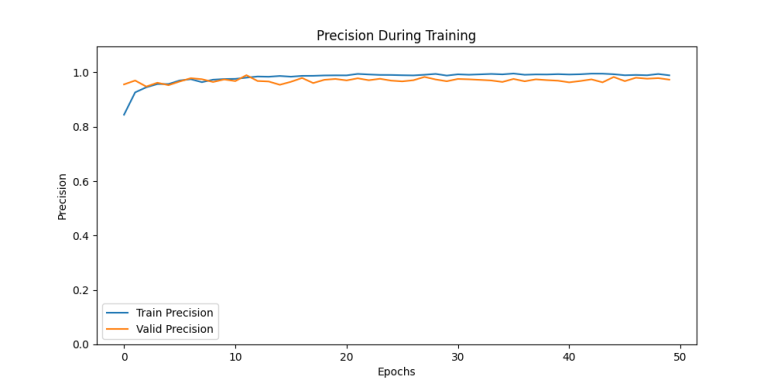 Precision During Training
1.0
0.8
0.6
0.4
0.2
0.0
Precision
Train Precision
Valid Precision
0 10 20 30 40 50
Epochs